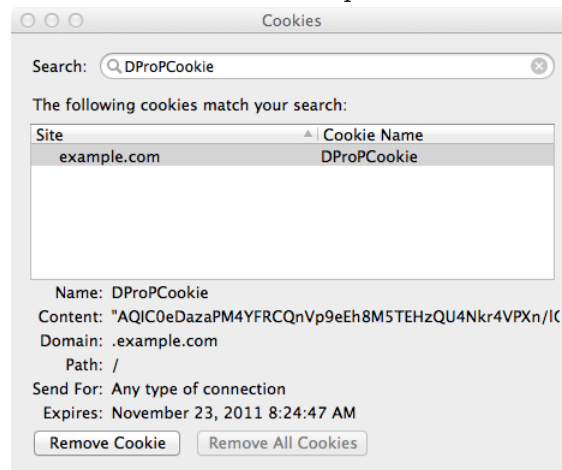 Cookies
Search: DProPCookie
The following cookies match your search:
Site Cookie Name
example.com DProPCookie
Name: DProPCookie
Content: "AQIC0eDazaPM4YFRCQnVp9eEh8M5TEHzQU4Nkr4VPXn/l(
Domain: .example.com
Path: /
Send For: Any type of connection
Expires: November 23, 2011 8:24:47 AM
Remove Cookie Remove All Cookies